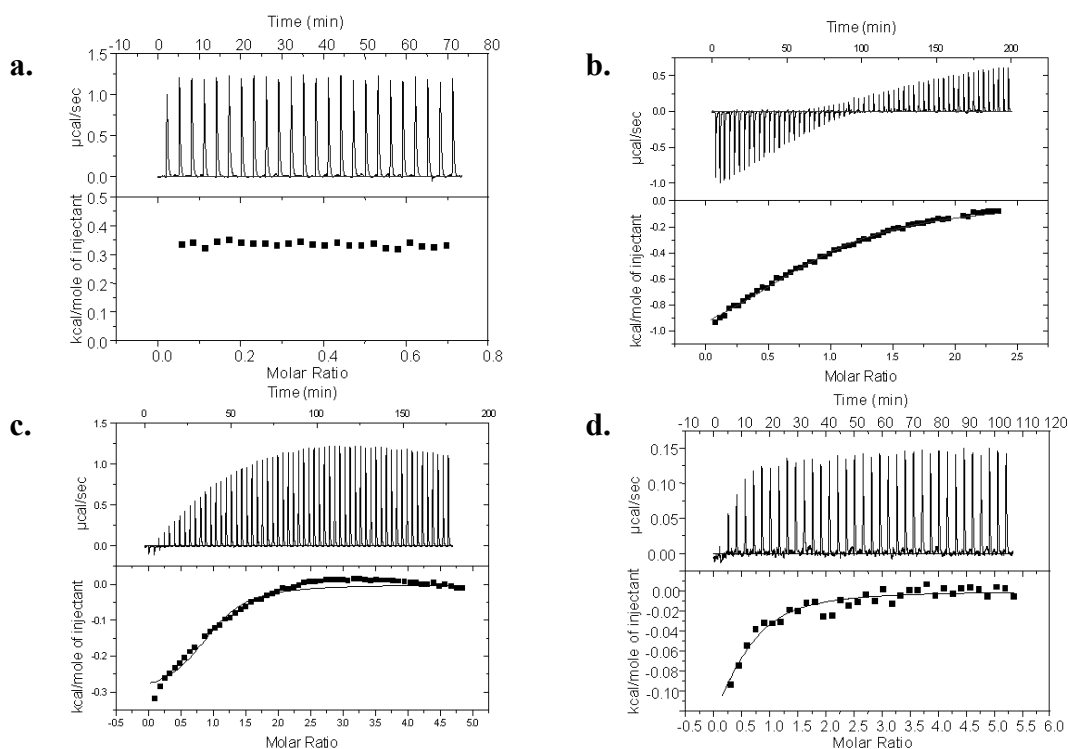 a.
Time (min)
-10 0 10 20 30 40 50 60 70 80
1.5
1.0
0.5
0.0
µcal/sec
0.5
0.4
0.3
0.2
0.1
0.0
kcal/mole of injectant
0.0 0.2 0.4 0.6 0.8
Molar Ratio
b.
Time (min)
0 50 100 150 200
0.5
0.0
-0.5
-1.0
µcal/sec
0.0
-0.2
-0.4
-0.6
-0.8
-1.0
kcal/mole of injectant
0.0 0.5 1.0 1.5 2.0 2.5
Molar Ratio
c.
Time (min)
0 50 100 150 200
1.5
1.0
0.5
0.0
µcal/sec
0.0
-0.1
-0.2
-0.3
kcal/mole of injectant
-0.5 0.0 0.5 1.0 1.5 2.0 2.5 3.0 3.5 4.0 4.5 5.0
Molar Ratio
d.
Time (min)
-10 0 10 20 30 40 50 60 70 80 90 100 110 120
0.15
0.10
0.05
0.00
µcal/sec
0.00
-0.02
-0.04
-0.06
-0.08
-0.10
kcal/mole of injectant
-0.5 0.0 0.5 1.0 1.5 2.0 2.5 3.0 3.5 4.0 4.5 5.0 5.5 6.0
Molar Ratio